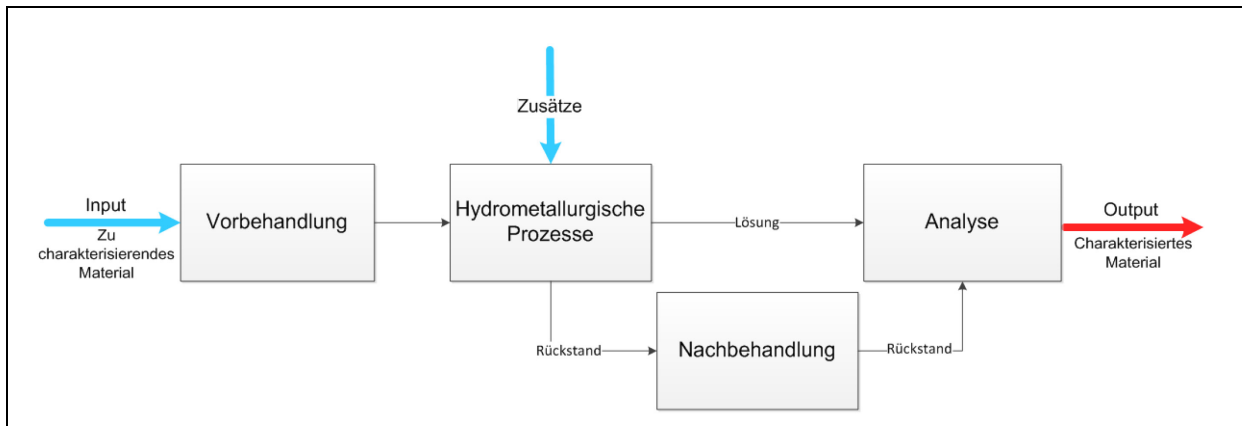 Zusätze
Input
Zu
charakterisierendes
Material
Vorbehandlung
Hydrometallurgische
Prozesse
Lösung
Analyse
Output
Charakterisiertes
Material
Rückstand
Nachbehandlung
Rückstand